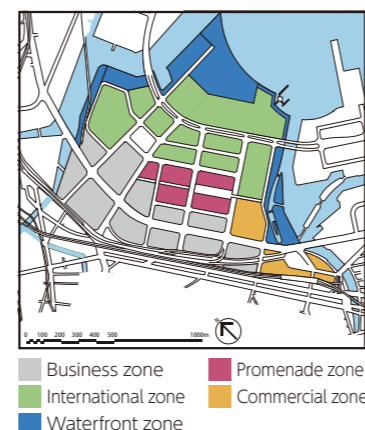 0 100 200 300 400 500 1000m
Business zone
Promenade zone
International zone
Commercial zone
Waterfront zone